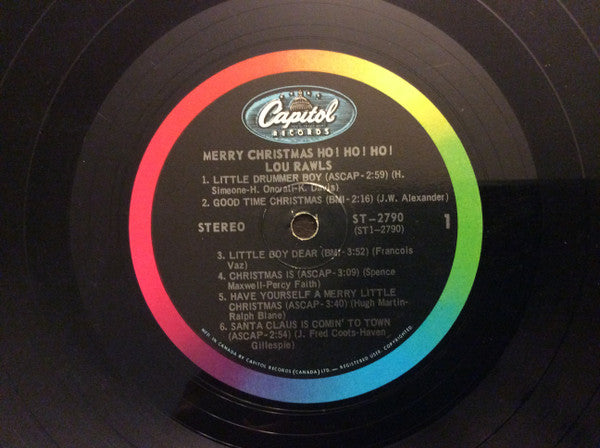 Capitol
RECORDS
MERRY CHRISTMAS HO! HO! HO!
LOU RAWLS
1. LITTLE DRUMMER BOY (ASCAP-2:59) (H.
Simeone-H. Onorati-K. Davis)
2. GOOD TIME CHRISTMAS (BMI-2:16) (J.W. Alexander)
STEREO
ST-2790
(ST1-2790)
1
3. LITTLE BOY DEAR (BMI-3:52) (Francois
Vaz)
4. CHRISTMAS IS (ASCAP-3:09) (Spence
Maxwell-Percy Faith)
5. HAVE YOURSELF A MERRY LITTLE
CHRISTMAS (ASCAP-3:40) (Hugh Martin-
Ralph Blane)
6. SANTA CLAUS IS COMIN' TO TOWN
(ASCAP-2:54) (J. Fred Coots-Haven
Gillespie)
MFD. IN CANADA BY CAPITOL RECORDS (CANADA) LTD.—REGISTERED USER. COPYRIGHTED.